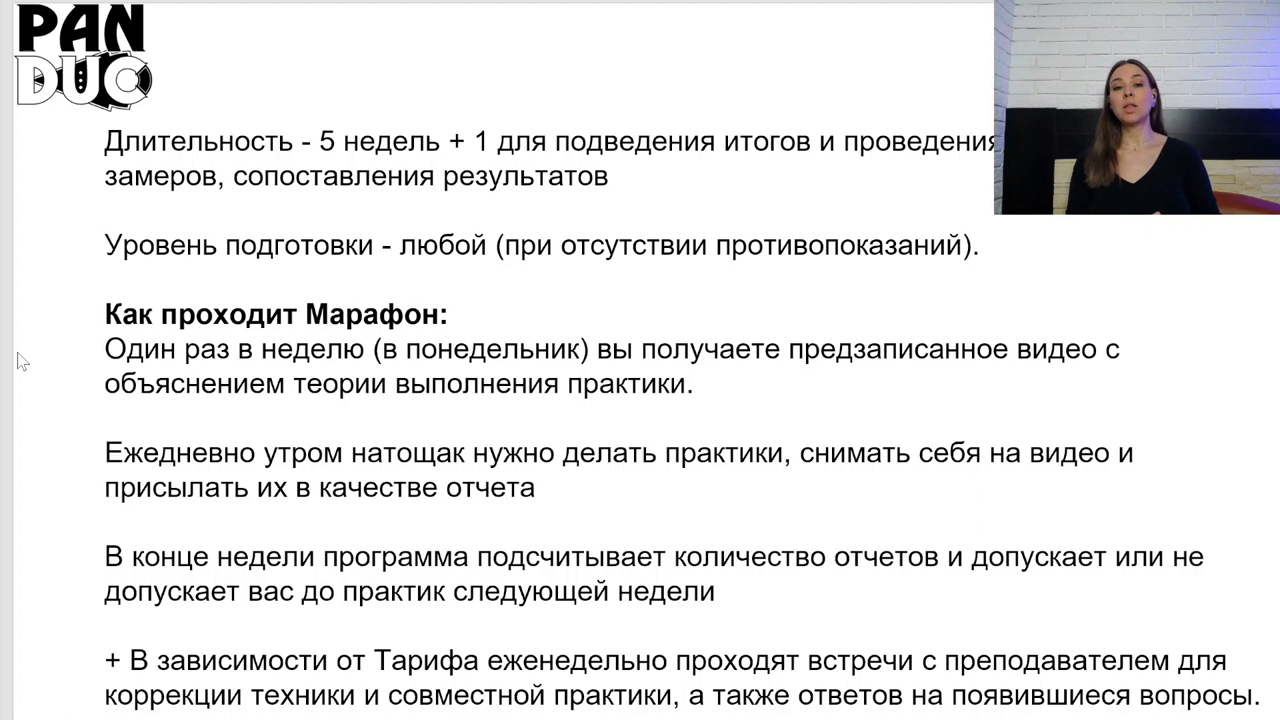 PAN
DUC
Длительность - 5 недель + 1 для подведения итогов и проведения
замеров, сопоставления результатов
Уровень подготовки - любой (при отсутствии противопоказаний).
Как проходит Марафон:
Один раз в неделю (в понедельник) вы получаете предзаписанное видео с
объяснением теории выполнения практики.
Ежедневно утром натощак нужно делать практики, снимать себя на видео и
присылать их в качестве отчета
В конце недели программа подсчитывает количество отчетов и допускает или не
допускает вас до практик следующей недели
+ В зависимости от Тарифа еженедельно проходят встречи с преподавателем для
коррекции техники и совместной практики, а также ответов на появившиеся вопросы.